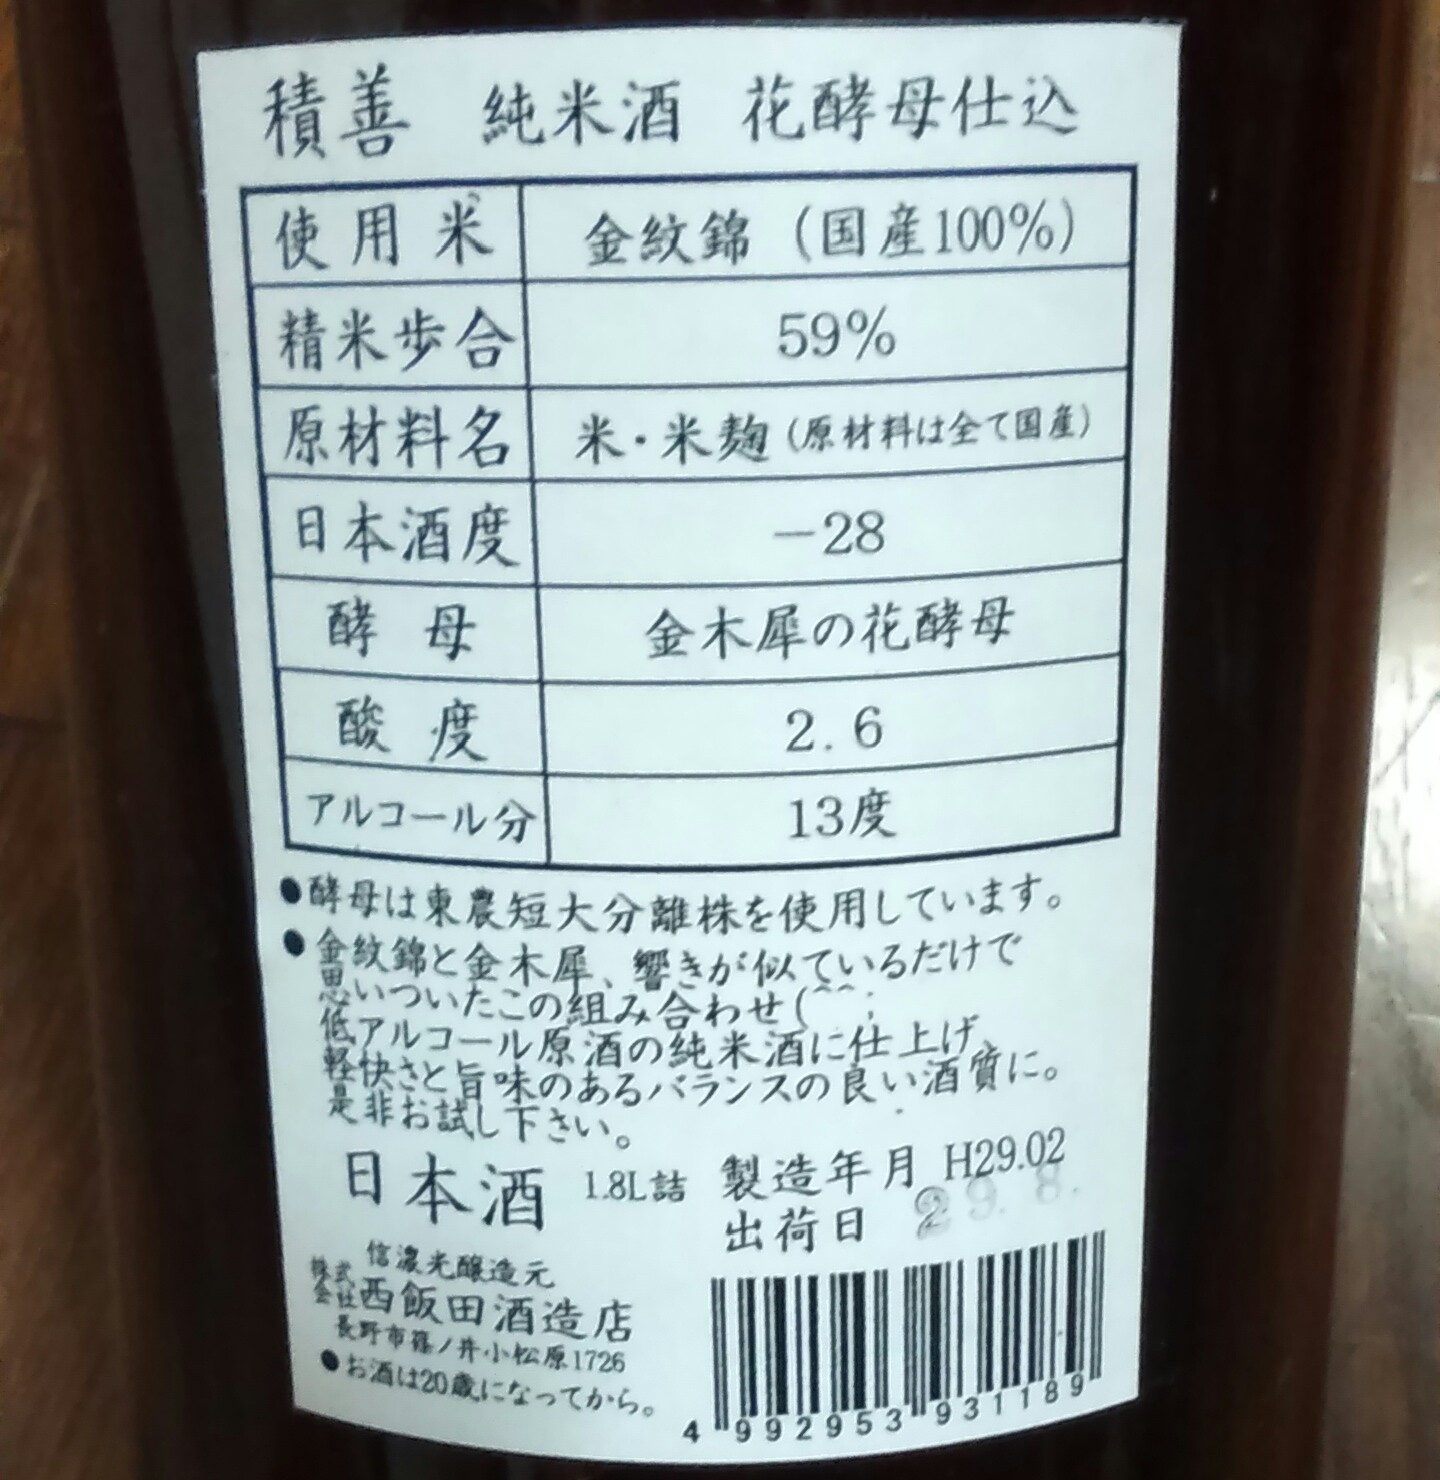 積善 純米酒 花酵母仕込
使用米 金紋錦 (国産100%)
精米歩合 59%
原材料名 米・米麹 (原材料は全て国産)
日本酒度 −28
酵母 金木犀の花酵母
酸度 2.6
アルコール分 13度
●酵母は東農短大分離株を使用しています。
●金紋錦と金木犀、響きが似ているだけで
思いついたこの組み合わせ(^^;
低アルコール原酒の純米酒に仕上げ、
軽快さと旨味のあるバランスの良い酒質に。
是非お試し下さい。
日本酒 1.8L詰 製造年月 H29.02
出荷日 29.8.
信濃光醸造元
株式会社西飯田酒造店
長野市篠ノ井小松原1726
●お酒は20歳になってから。
4 992953 931189